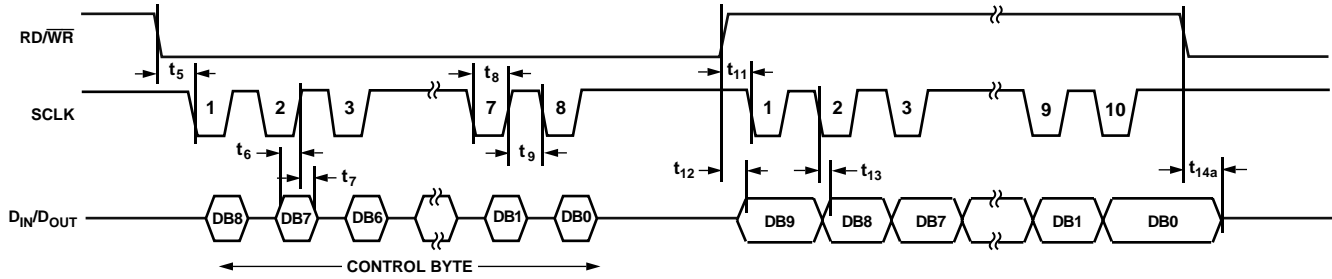 RD/WR
t5 t8 t11
SCLK 1 2 3 7 8 1 2 3 9 10
t6 t7 t9 t12 t13 t14a
DIN/DOUT DB8 DB7 DB6 DB1 DB0 DB9 DB8 DB7 DB1 DB0
CONTROL BYTE